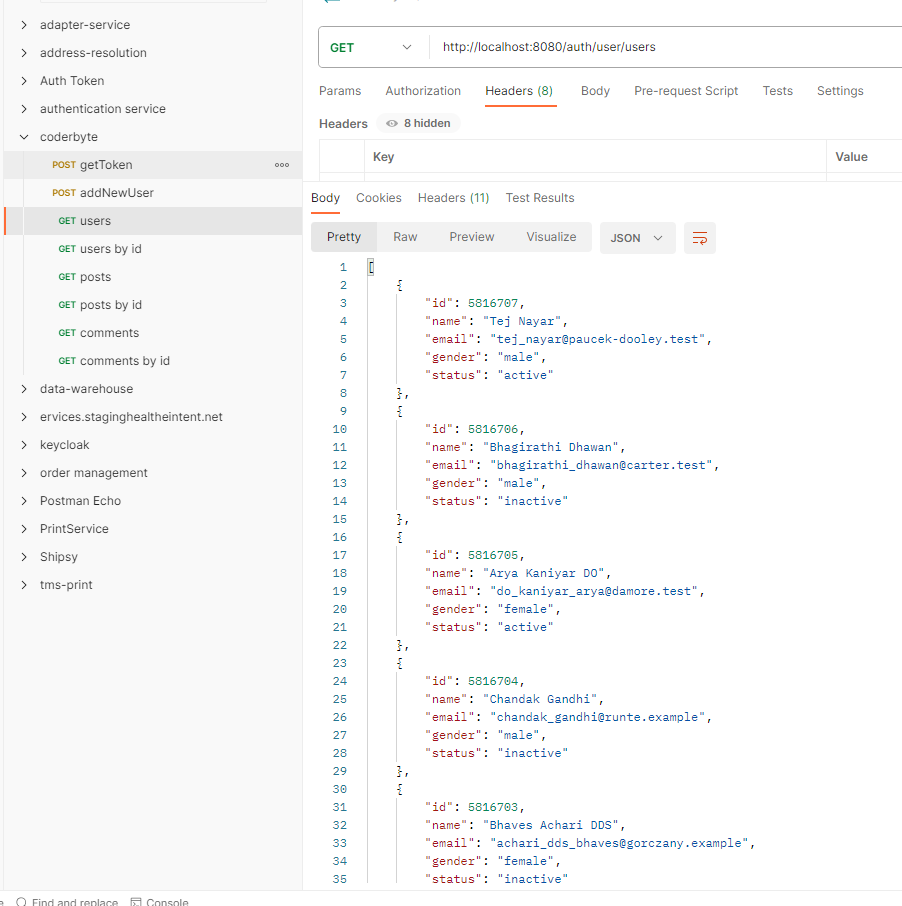 adapter-service
address-resolution
Auth Token
authentication service
coderbyte
POST getToken
POST addNewUser
GET users
GET users by id
GET posts
GET posts by id
GET comments
GET comments by id
data-warehouse
ervices.staginghealtheintent.net
keycloak
order management
Postman Echo
PrintService
Shipsy
tms-print
GET http://localhost:8080/auth/user/users
Params Authorization Headers (8) Body Pre-request Script Tests Settings
Headers 8 hidden
Key Value
Body Cookies Headers (11) Test Results
Pretty Raw Preview Visualize JSON
1 [
2 {
3 "id": 5816707,
4 "name": "Tej Nayar",
5 "email": "tej_nayar@paucek-dooley.test",
6 "gender": "male",
7 "status": "active"
8 },
9 {
10 "id": 5816706,
11 "name": "Bhagirathi Dhawan",
12 "email": "bhagirathi_dhawan@carter.test",
13 "gender": "male",
14 "status": "inactive"
15 },
16 {
17 "id": 5816705,
18 "name": "Arya Kaniyar DO",
19 "email": "do_kaniyar_arya@damore.test",
20 "gender": "female",
21 "status": "active"
22 },
23 {
24 "id": 5816704,
25 "name": "Chandak Gandhi",
26 "email": "chandak_gandhi@runte.example",
27 "gender": "male",
28 "status": "inactive"
29 },
30 {
31 "id": 5816703,
32 "name": "Bhaves Achari DDS",
33 "email": "achari_dds_bhaves@gorczany.example",
34 "gender": "female",
35 "status": "inactive"
Find and replace Console